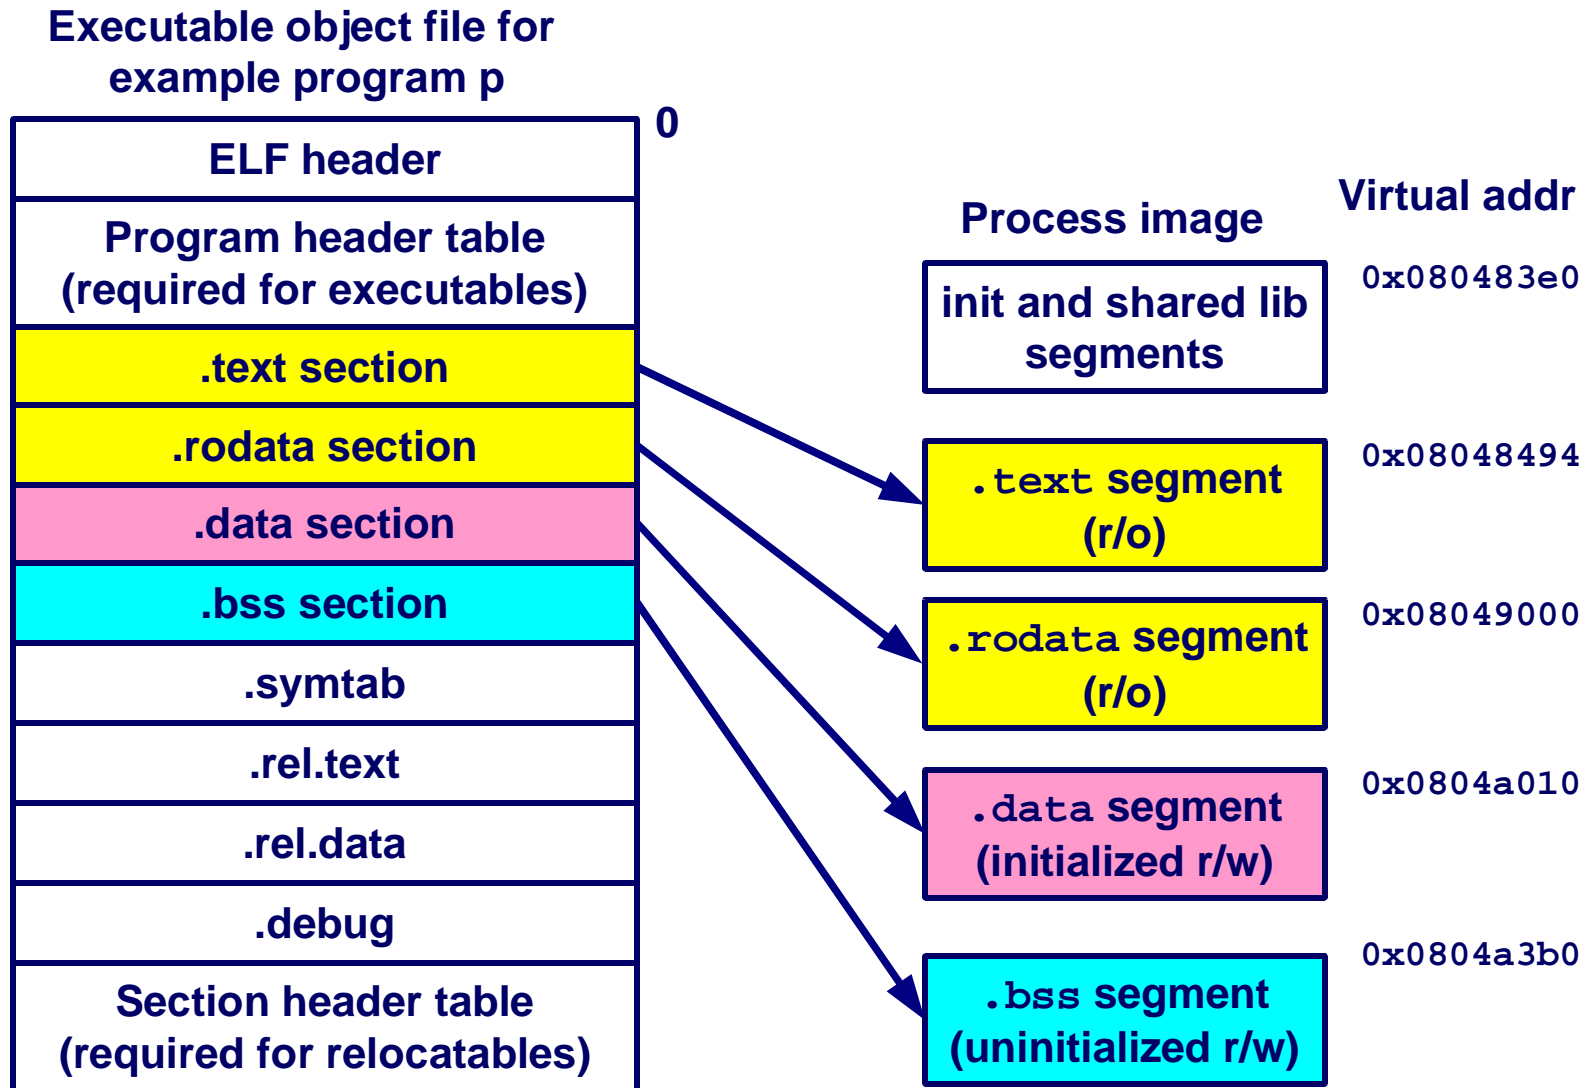 Executable object file for
example program p
0
ELF header
Program header table
(required for executables)
.text section
.rodata section
.data section
.bss section
.symtab
.rel.text
.rel.data
.debug
Section header table
(required for relocatables)
Process image
Virtual addr
init and shared lib
segments
0x080483e0
.text segment
(r/o)
0x08048494
.rodata segment
(r/o)
0x08049000
.data segment
(initialized r/w)
0x0804a010
.bss segment
(uninitialized r/w)
0x0804a3b0